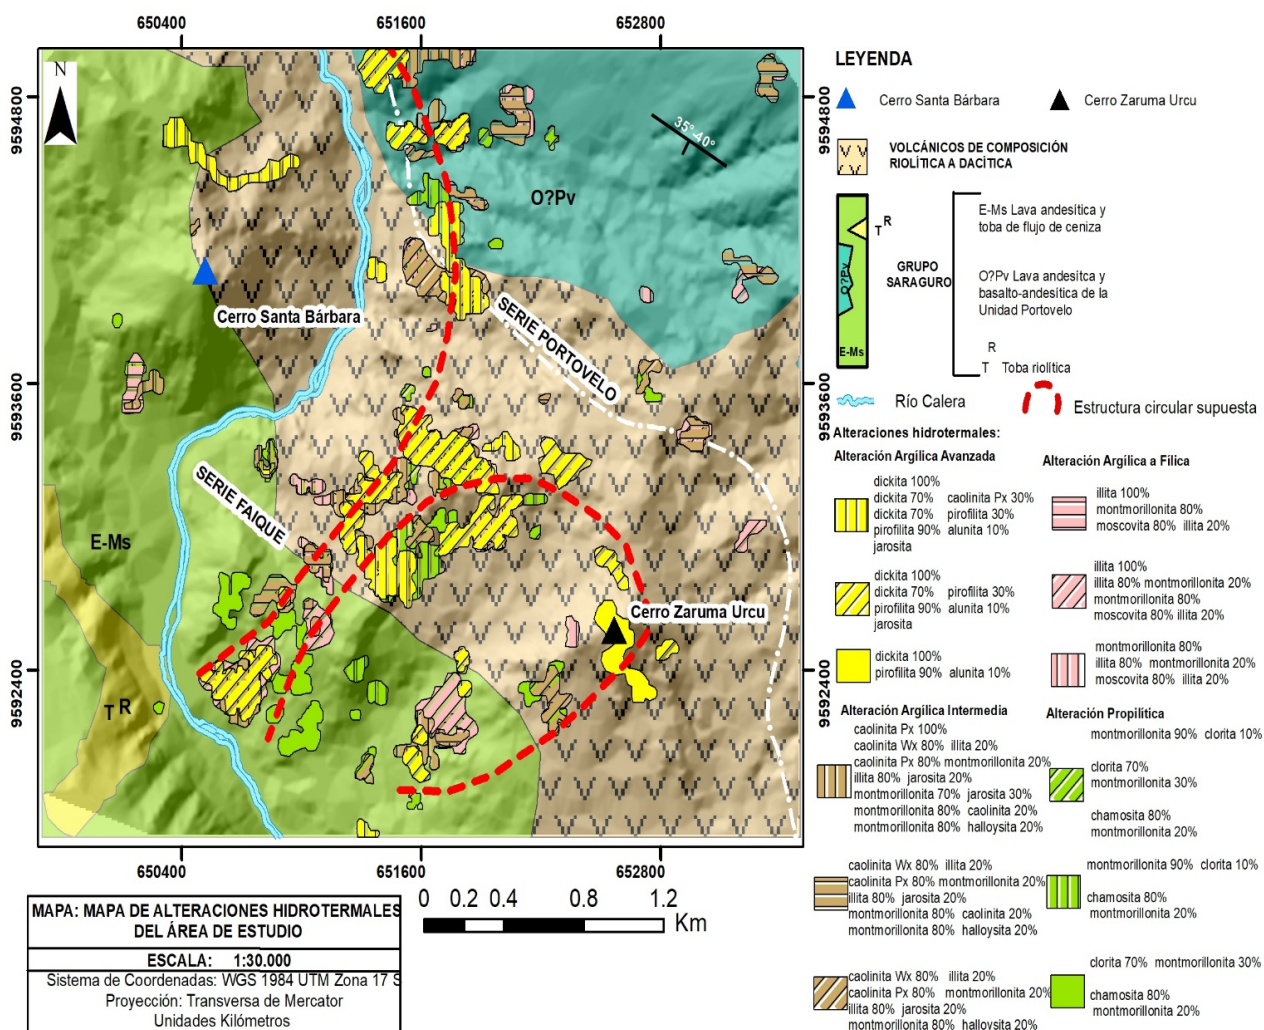 650400 651600 652800
9594800 9593600 9592400
N
35°-40°
O?Pv
Cerro Santa Bárbara
SERIE PORTOVELO
SERIE FAIQUE
E-Ms
Cerro Zaruma Urcu
T R
9594800 9593600 9592400
650400 651600 652800
0 0.2 0.4 0.8 1.2
Km
MAPA: MAPA DE ALTERACIONES HIDROTERMALES
DEL ÁREA DE ESTUDIO
ESCALA: 1:30.000
Sistema de Coordenadas: WGS 1984 UTM Zona 17 S
Proyección: Transversa de Mercator
Unidades Kilómetros
LEYENDA
Cerro Santa Bárbara
Cerro Zaruma Urcu
VOLCÁNICOS DE COMPOSICIÓN
RIOLÍTICA A DACÍTICA
T R
O?Pv
E-Ms
GRUPO
SARAGURO
E-Ms Lava andesítica y
toba de flujo de ceniza
O?Pv Lava andesítca y
basalto-andesítica de la
Unidad Portovelo
R
T Toba riolítica
Río Calera
Estructura circular supuesta
Alteraciones hidrotermales:
Alteración Argílica Avanzada
dickita 100%
dickita 70% caolinita Px 30%
dickita 70% pirofilita 30%
pirofilita 90% alunita 10%
jarosita
dickita 100%
dickita 70% pirofilita 30%
pirofilita 90% alunita 10%
jarosita
dickita 100%
pirofilita 90% alunita 10%
Alteración Argílica Intermedia
caolinita Px 100%
caolinita Wx 80% illita 20%
caolinita Px 80% montmorillonita 20%
illita 80% jarosita 20%
montmorillonita 70% jarosita 30%
montmorillonita 80% caolinita 20%
montmorillonita 80% halloysita 20%
caolinita Wx 80% illita 20%
caolinita Px 80% montmorillonita 20%
illita 80% jarosita 20%
montmorillonita 80% caolinita 20%
montmorillonita 80% halloysita 20%
caolinita Wx 80% illita 20%
caolinita Px 80% montmorillonita 20%
illita 80% jarosita 20%
montmorillonita 80% halloysita 20%
Alteración Argílica a Fílica
illita 100%
montmorillonita 80%
moscovita 80% illita 20%
illita 100%
illita 80% montmorillonita 20%
montmorillonita 80%
moscovita 80% illita 20%
montmorillonita 80%
illita 80% montmorillonita 20%
moscovita 80% illita 20%
Alteración Propilítica
montmorillonita 90% clorita 10%
clorita 70%
montmorillonita 30%
chamosita 80%
montmorillonita 20%
montmorillonita 90% clorita 10%
chamosita 80%
montmorillonita 20%
clorita 70% montmorillonita 30%
chamosita 80%
montmorillonita 20%